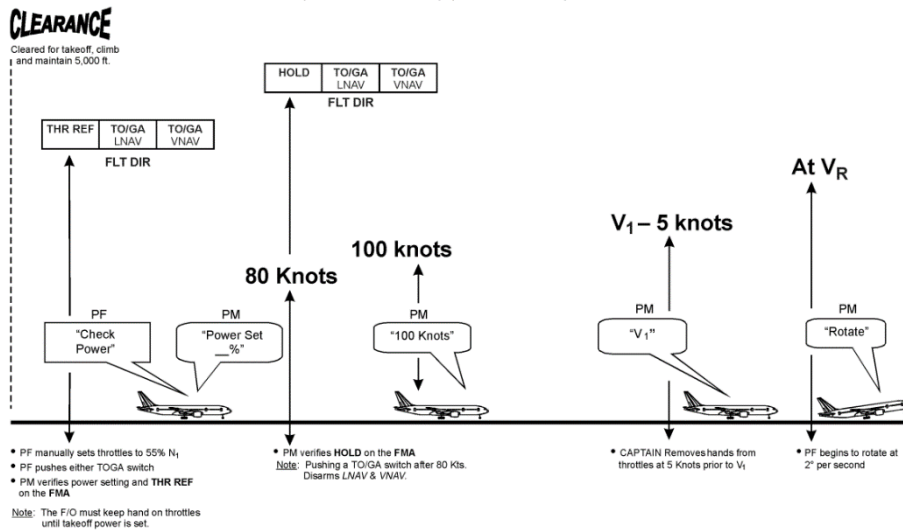 CLEARANCE
Cleared for takeoff, climb
and maintain 5,000 ft.
HOLD TO/GA TO/GA
LNAV VNAV
FLT DIR
THR REF TO/GA TO/GA
LNAV VNAV
FLT DIR
At VR
V1 – 5 knots
100 knots
80 Knots
PF
"Check
Power"
PM
"Power Set
__%"
PM
"100 Knots"
PM
"V1"
PM
"Rotate"
• PF manually sets throttles to 55% N1
• PF pushes either TOGA switch
• PM verifies power setting and THR REF
on the FMA
Note: The F/O must keep hand on throttles
until takeoff power is set.
• PM verifies HOLD on the FMA
Note: Pushing a TO/GA switch after 80 Kts.
Disarms LNAV & VNAV.
• CAPTAIN Removes hands from
throttles at 5 Knots prior to V1
• PF begins to rotate at
2° per second